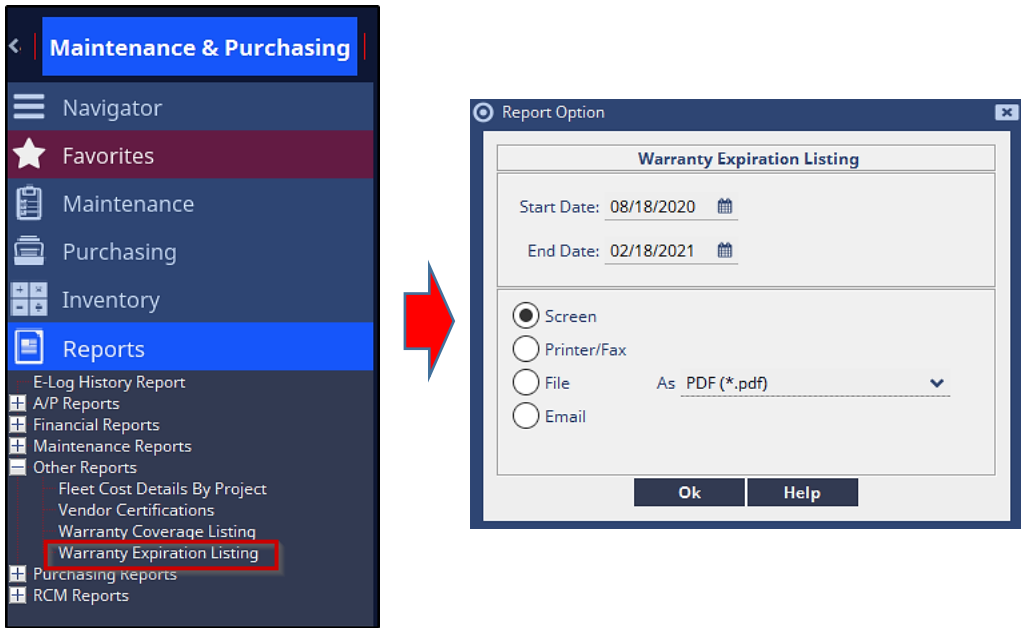 Maintenance & Purchasing
Navigator
Favorites
Maintenance
Purchasing
Inventory
Reports
E-Log History Report
A/P Reports
Financial Reports
Maintenance Reports
Other Reports
Fleet Cost Details By Project
Vendor Certifications
Warranty Coverage Listing
Warranty Expiration Listing
Purchasing Reports
RCM Reports
Report Option
Warranty Expiration Listing
Start Date: 08/18/2020
End Date: 02/18/2021
Screen
Printer/Fax
File As PDF (*.pdf)
Email
Ok Help